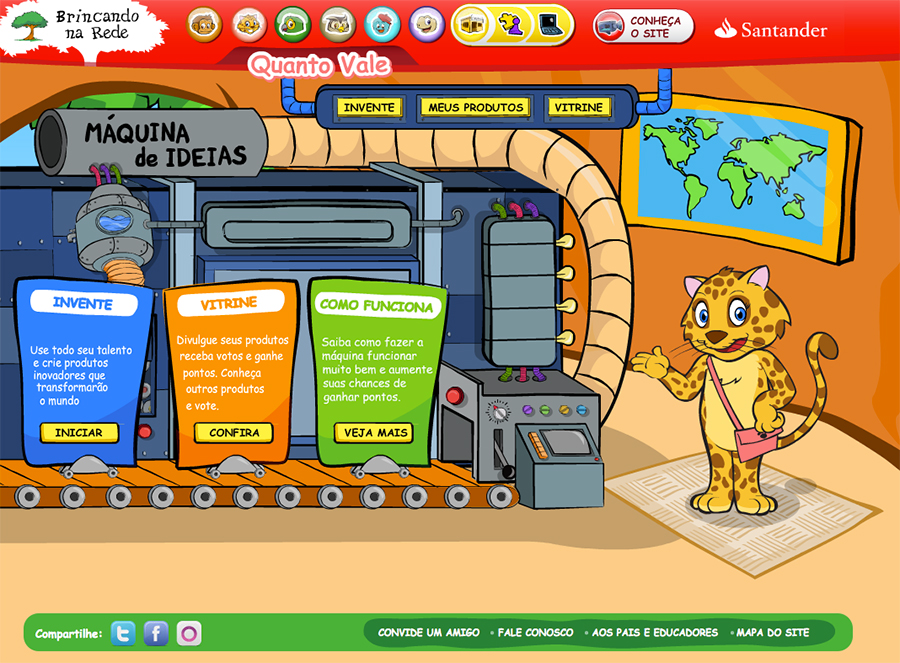 Brincando
na Rede
CONHEÇA
O SITE
Santander
Quanto Vale
INVENTE
MEUS PRODUTOS
VITRINE
MÁQUINA
de IDEIAS
INVENTE
Use todo seu talento
e crie produtos
inovadores que
transformarão
o mundo
INICIAR
VITRINE
Divulgue seus produtos
receba votos e ganhe
pontos. Conheça
outros produtos
e vote.
CONFIRA
COMO FUNCIONA
Saiba como fazer a
máquina funcionar
muito bem e aumente
suas chances de
ganhar pontos.
VEJA MAIS
Compartilhe:
CONVIDE UM AMIGO • FALE CONOSCO • AOS PAIS E EDUCADORES • MAPA DO SITE